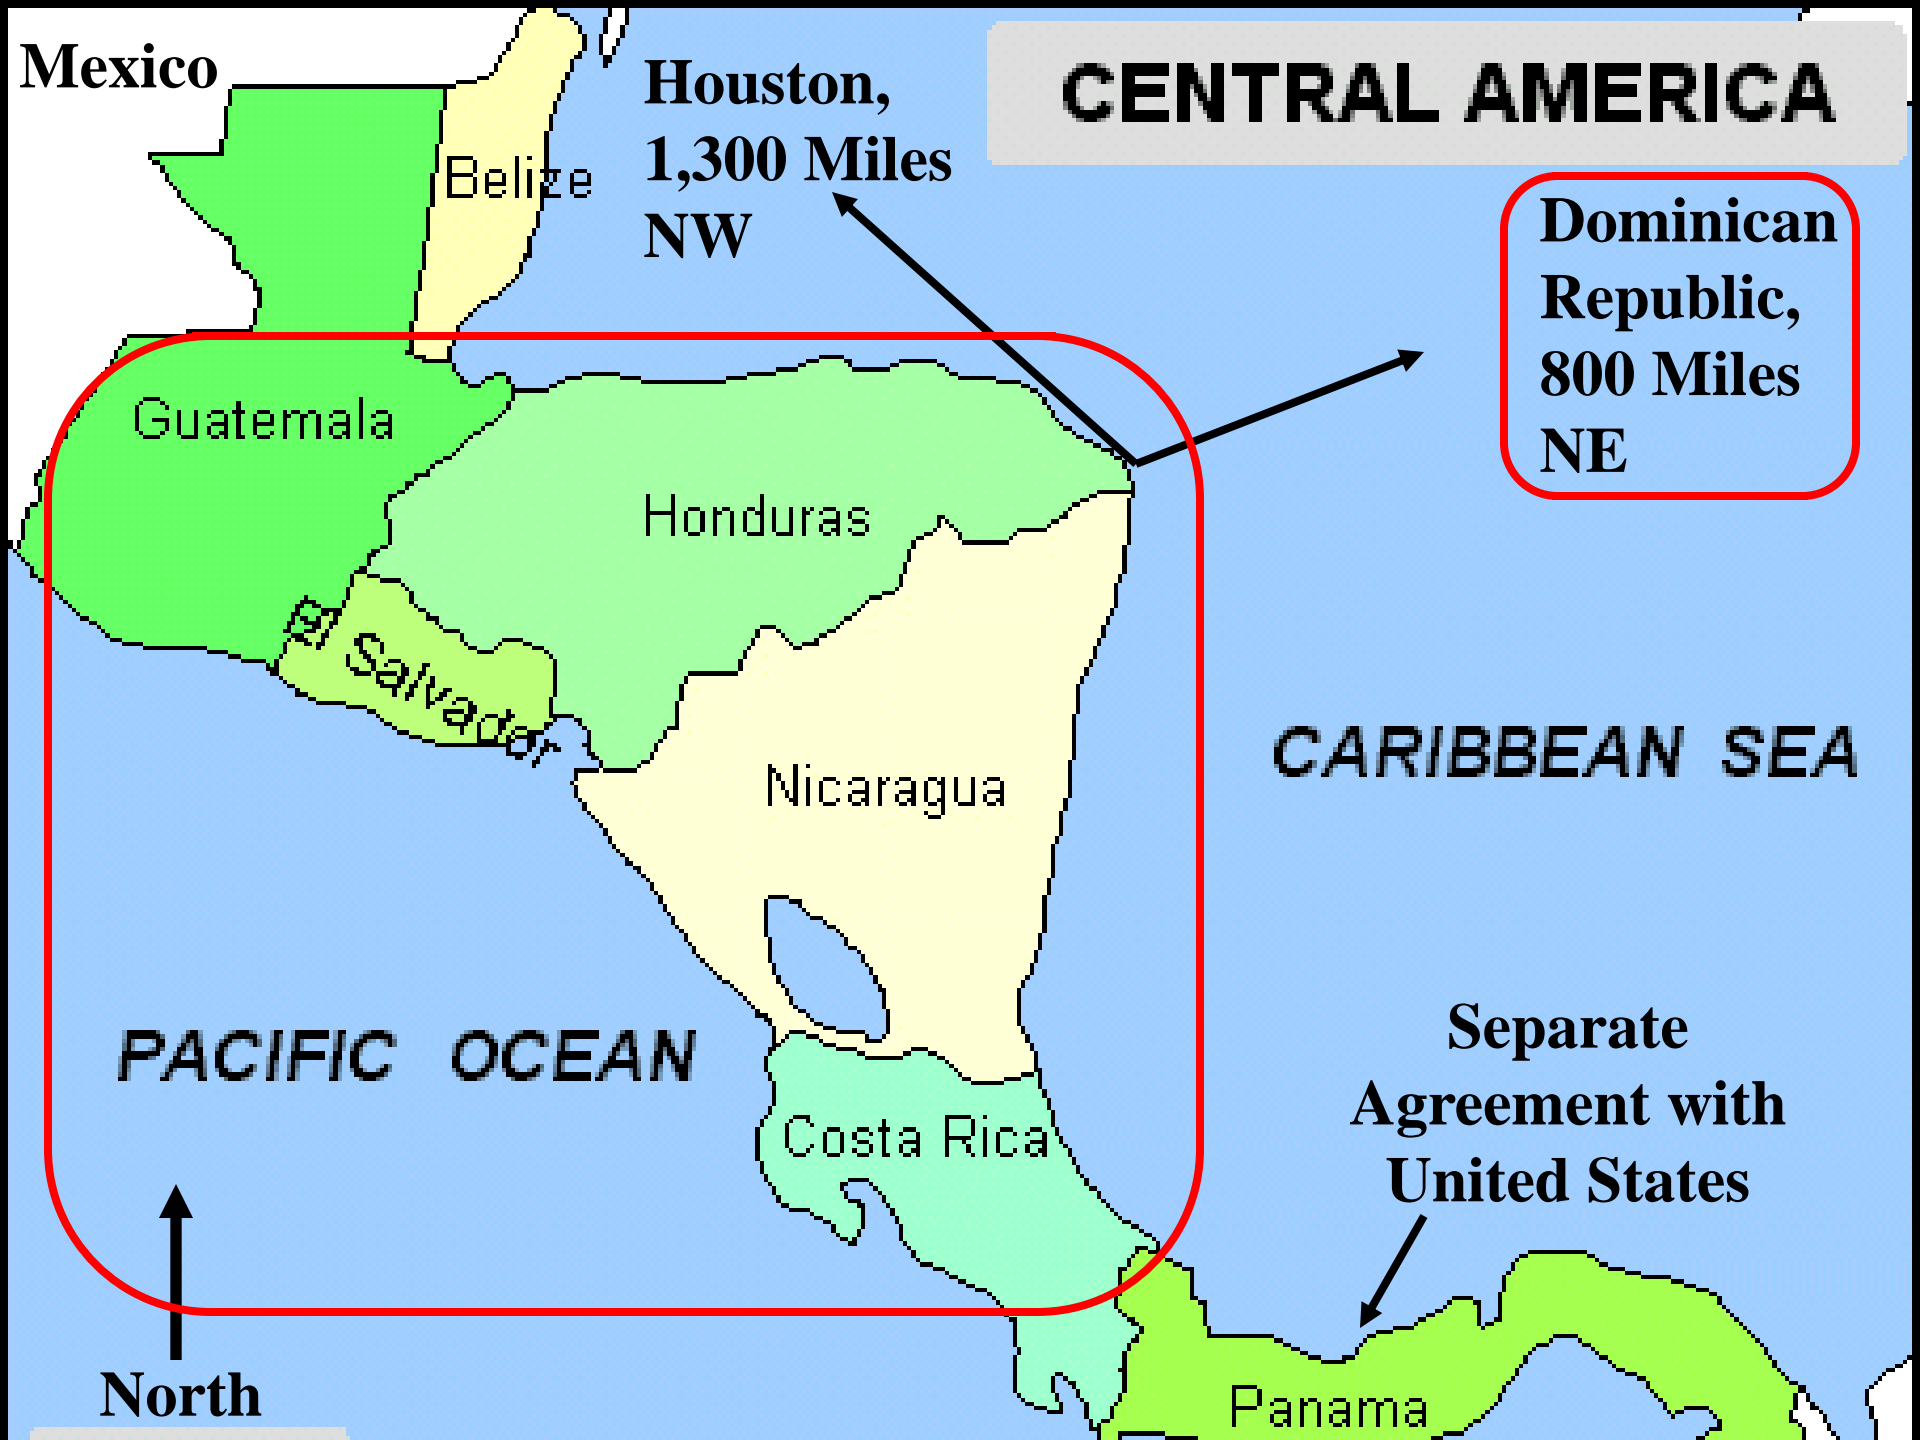 Mexico
Houston,
1,300 Miles
NW
CENTRAL AMERICA
Dominican
Republic,
800 Miles
NE
Belize
Guatemala
Honduras
El
Salvador
Nicaragua
CARIBBEAN SEA
PACIFIC OCEAN
Separate
Agreement with
United States
Costa Rica
North
Panama